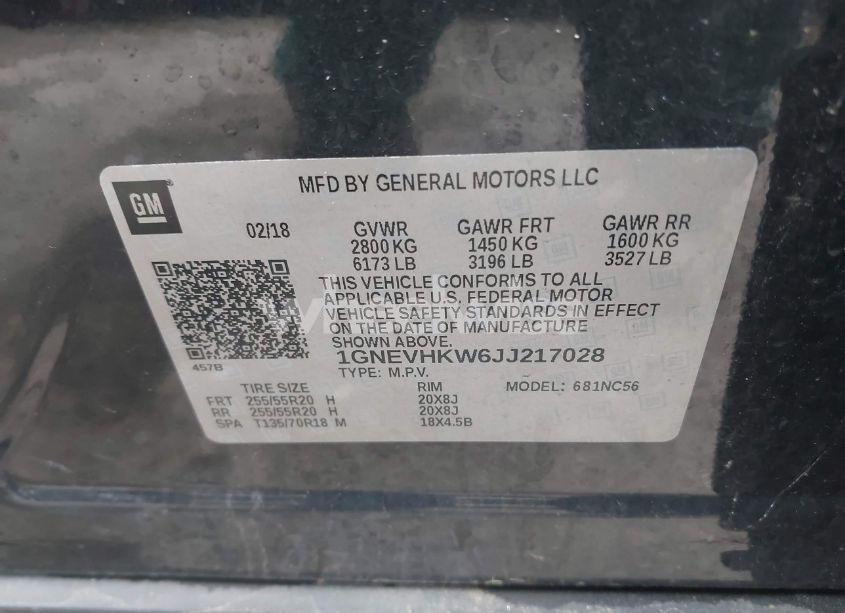 GM
MFD BY GENERAL MOTORS LLC
02/18 GVWR GAWR FRT GAWR RR
2800 KG 1450 KG 1600 KG
6173 LB 3196 LB 3527 LB
THIS VEHICLE CONFORMS TO ALL
APPLICABLE U.S. FEDERAL MOTOR
VEHICLE SAFETY STANDARDS IN EFFECT
ON THE DATE OF MANUFACTURE
SHOWN ABOVE.
1GNEVHKW6JJ217028
457B
TYPE: M.P.V.
TIRE SIZE RIM MODEL: 681NC56
FRT 255/55R20 H 20X8J
RR 255/55R20 H 20X8J
SPA T135/70R18 M 18X4.5B